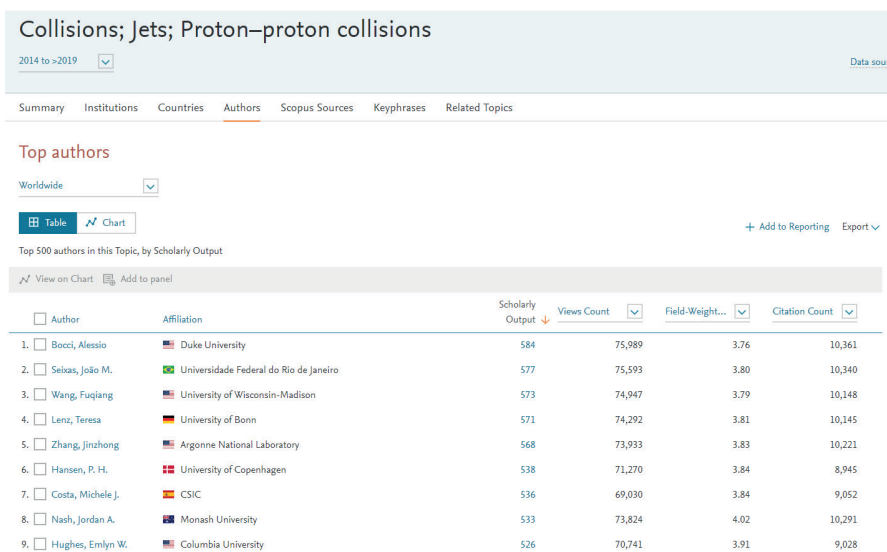 Collisions; Jets; Proton–proton collisions
2014 to >2019
Data sou
Summary Institutions Countries Authors Scopus Sources Keyphrases Related Topics
Top authors
Worldwide
Table Chart
+ Add to Reporting Export
Top 500 authors in this Topic, by Scholarly Output
View on Chart Add to panel
Author Affiliation Scholarly Output Views Count Field-Weight... Citation Count
1. Bocci, Alessio Duke University 584 75,989 3.76 10,361
2. Seixas, João M. Universidade Federal do Rio de Janeiro 577 75,593 3.80 10,340
3. Wang, Fuqiang University of Wisconsin-Madison 573 74,947 3.79 10,148
4. Lenz, Teresa University of Bonn 571 74,292 3.81 10,145
5. Zhang, Jinzhong Argonne National Laboratory 568 73,933 3.83 10,221
6. Hansen, P. H. University of Copenhagen 538 71,270 3.84 8,945
7. Costa, Michele J. CSIC 536 69,030 3.84 9,052
8. Nash, Jordan A. Monash University 533 73,824 4.02 10,291
9. Hughes, Emlyn W. Columbia University 526 70,741 3.91 9,028